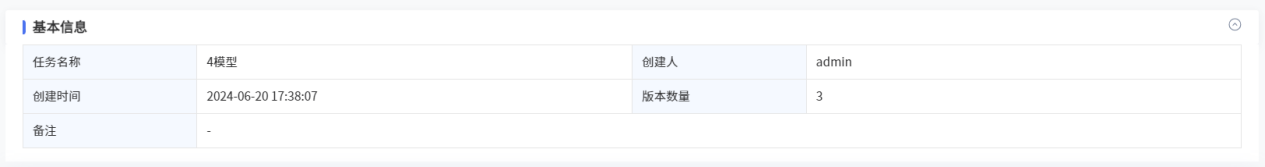 基本信息
任务名称 4模型 创建人 admin
创建时间 2024-06-20 17:38:07 版本数量 3
备注 -